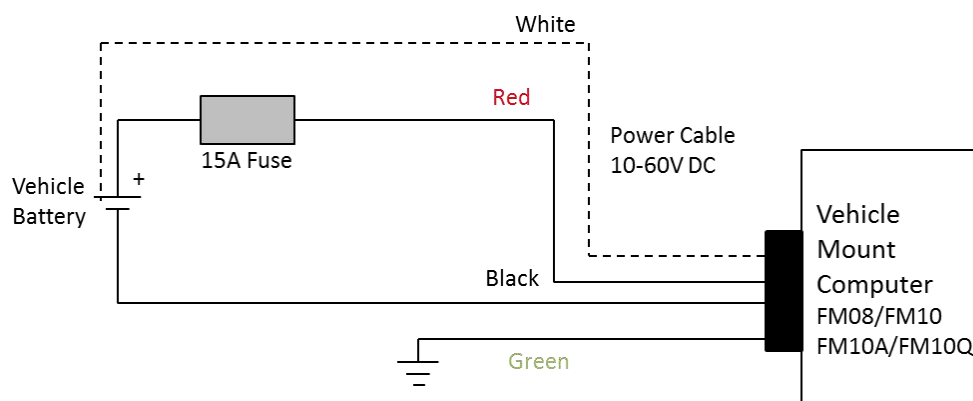 White
Red
15A Fuse
Power Cable
10-60V DC
+
Vehicle
Battery
Vehicle
Mount
Computer
FM08/FM10
FM10A/FM10Q
Black
Green